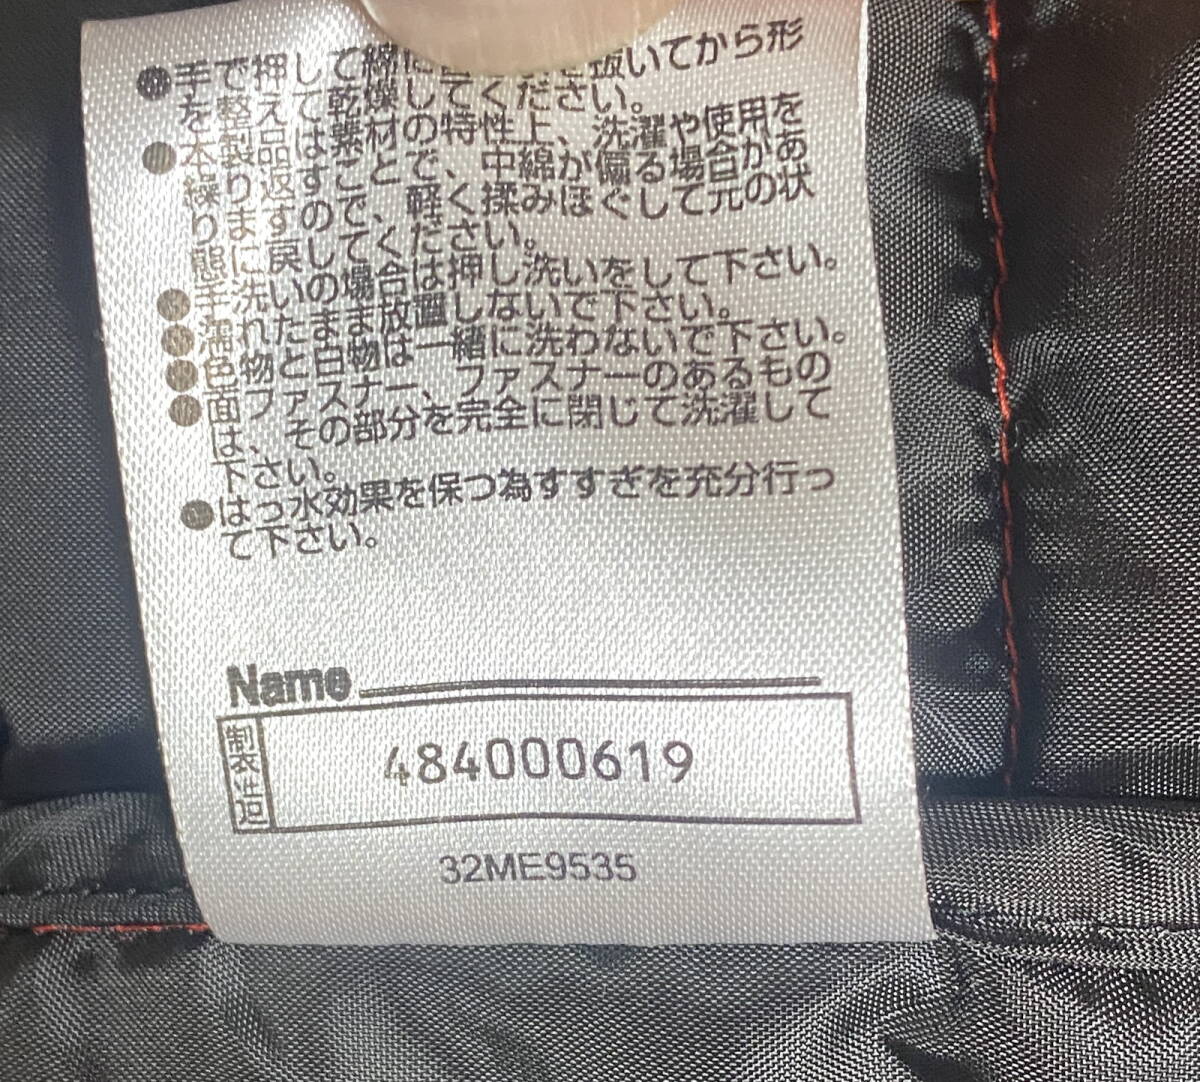 ●手で押して綿に 抜いてから形
を整えて乾燥してください。
●本製品は素材の特性上、洗濯や使用を
繰り返すことで、中綿が偏る場合があ
りますので、軽く揉みほぐして元の状
態に戻してください。
●手洗いの場合は押し洗いをして下さい。
●濡れたまま放置しないで下さい。
●色物と白物は一緒に洗わないで下さい。
●面ファスナー、ファスナーのあるもの
は、その部分を完全に閉じて洗濯して
下さい。
●はっ水効果を保つ為すすぎを充分行っ
て下さい。
Name
制衣
484000619
32ME9535